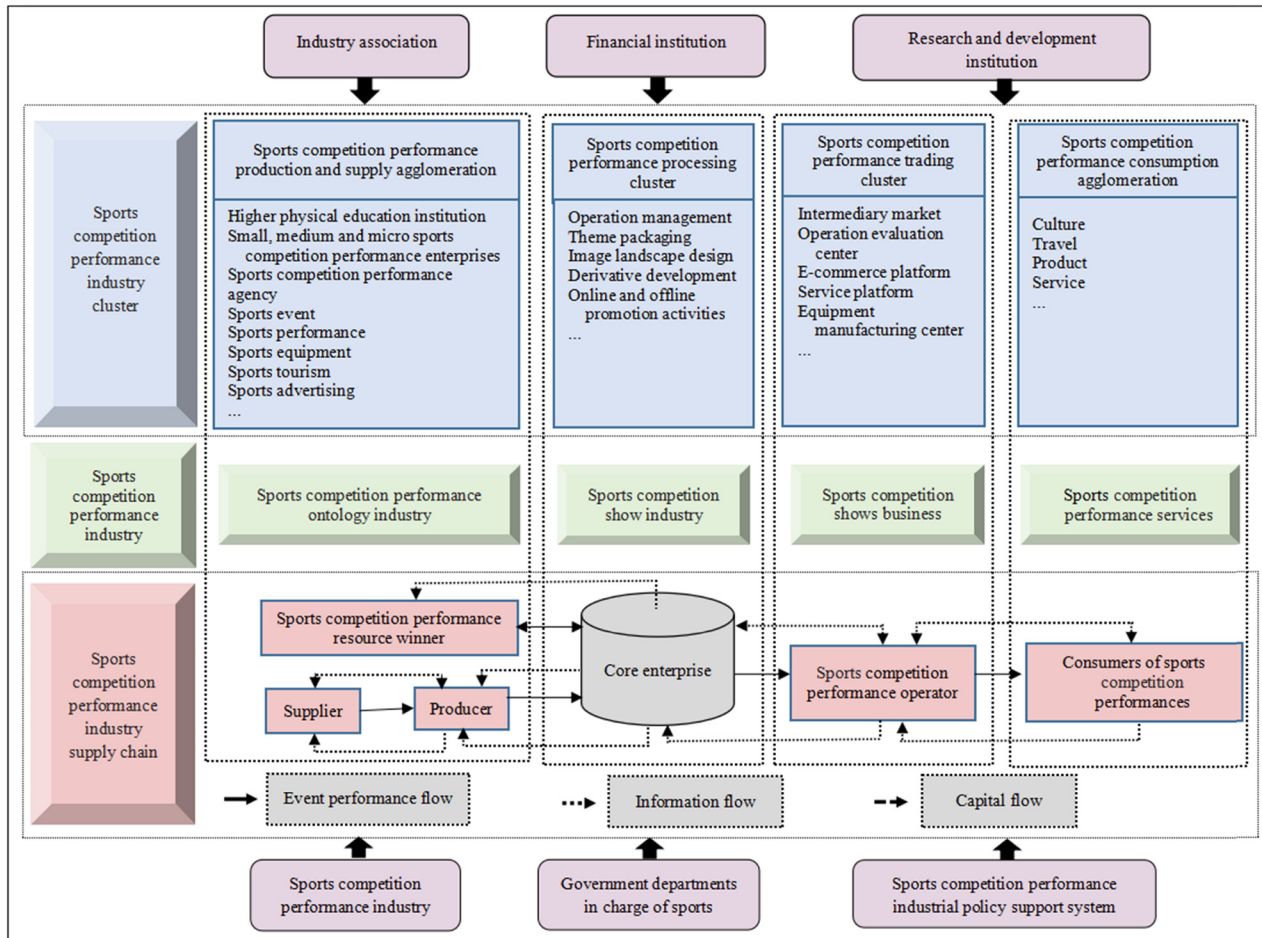 Industry association
Financial institution
Research and development
institution
Sports
competition
performance
industry
cluster
Sports competition performance
production and supply agglomeration
Higher physical education institution
Small, medium and micro sports
competition performance enterprises
Sports competition performance
agency
Sports event
Sports performance
Sports equipment
Sports tourism
Sports advertising
...
Sports competition
performance processing
cluster
Operation management
Theme packaging
Image landscape design
Derivative development
Online and offline
promotion activities
...
Sports competition
performance trading
cluster
Intermediary market
Operation evaluation
center
E-commerce platform
Service platform
Equipment
manufacturing center
...
Sports competition
performance consumption
agglomeration
Culture
Travel
Product
Service
...
Sports
competition
performance
industry
Sports competition performance
ontology industry
Sports competition
show industry
Sports competition
shows business
Sports competition
performance services
Sports
competition
performance
industry
supply chain
Sports competition performance
resource winner
Supplier
Producer
Core enterprise
Sports competition
performance operator
Consumers of sports
competition
performances
Event performance flow
Information flow
Capital flow
Sports competition
performance industry
Government departments
in charge of sports
Sports competition performance
industrial policy support system